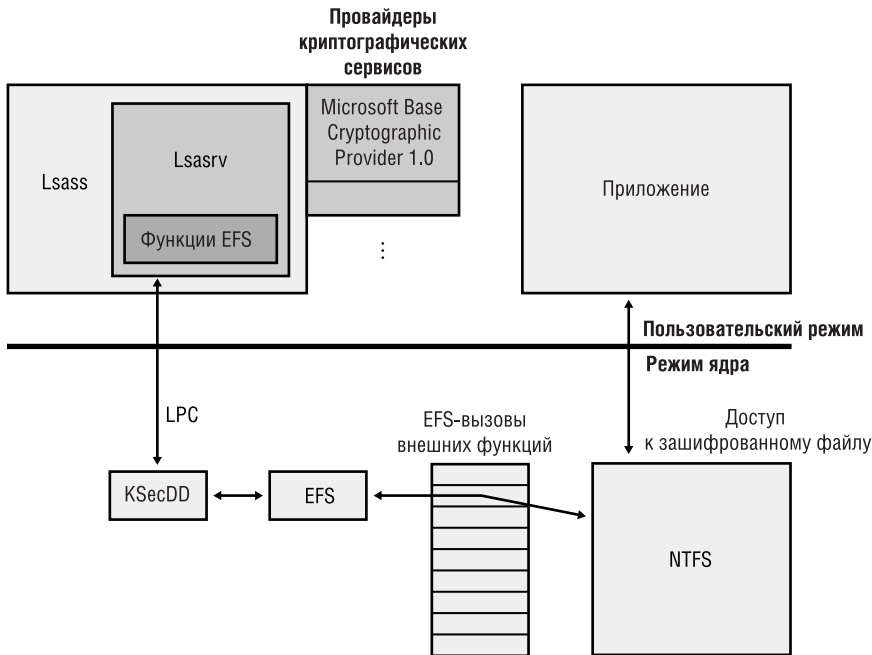 Провайдеры
криптографических
сервисов
Microsoft Base
Cryptographic
Provider 1.0
Lsass
Lsasrv
Функции EFS
⋮
Приложение
Пользовательский режим
Режим ядра
LPC
EFS-вызовы
внешних функций
Доступ
к зашифрованному файлу
KSecDD
EFS
NTFS